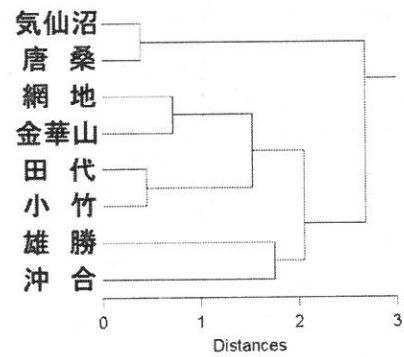 気仙沼
唐桑
網地
金華山
田代
小竹
雄勝
沖合
0 1 2 3
Distances